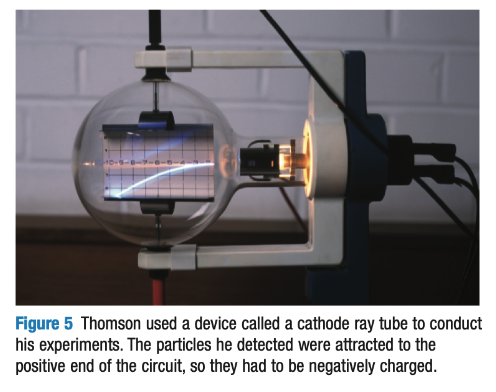 Figure 5 Thomson used a device called a cathode ray tube to conduct
his experiments. The particles he detected were attracted to the
positive end of the circuit, so they had to be negatively charged.